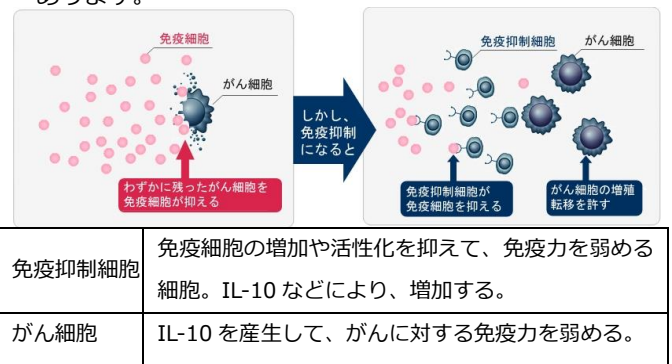 あります。
免疫細胞
がん細胞
わずかに残ったがん細胞を
免疫細胞が抑える
しかし、
免疫抑制
になると
免疫抑制細胞
がん細胞
免疫抑制細胞が
免疫細胞を抑える
がん細胞の増殖
転移を許す
免疫抑制細胞
免疫細胞の増加や活性化を抑えて、免疫力を弱める
細胞。IL-10 などにより、増加する。
がん細胞
IL-10 を産生して、がんに対する免疫力を弱める。